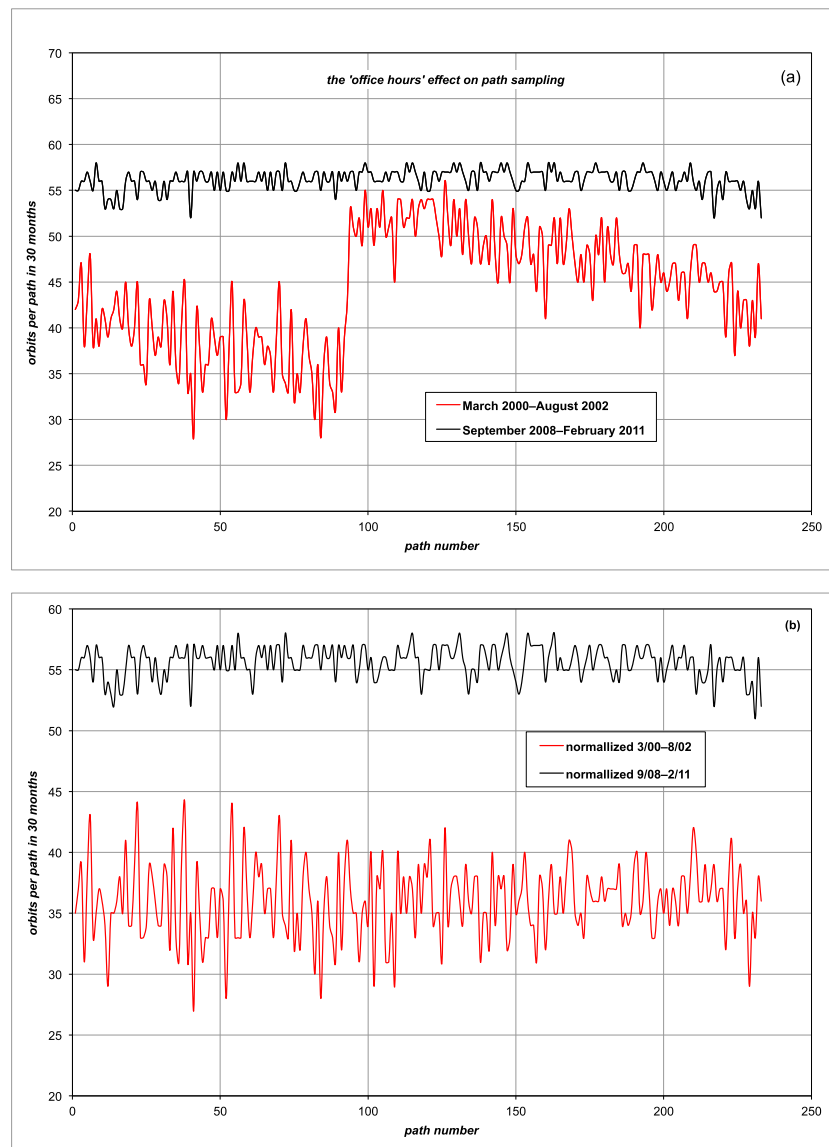 the 'office hours' effect on path sampling
(a)
70
65
60
55
50
45
40
35
30
25
20
orbits per path in 30 months
March 2000–August 2002
September 2008–February 2011
0 50 100 150 200 250
path number
(b)
60
55
50
45
40
35
30
25
20
orbits per path in 30 months
normallized 3/00–8/02
normallized 9/08–2/11
0 50 100 150 200 250
path number